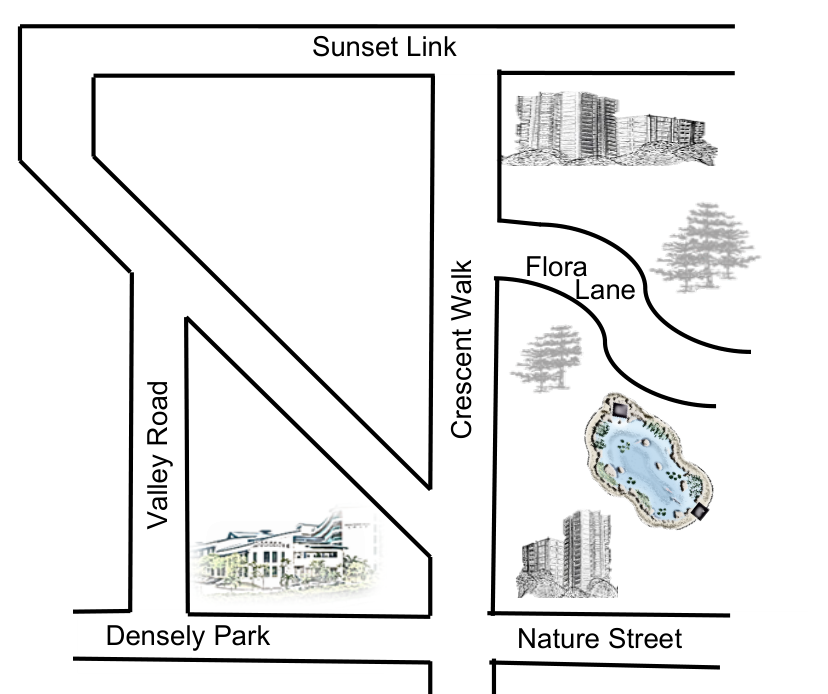 Sunset Link
Flora
Lane
Crescent Walk
Valley Road
Densely Park
Nature Street